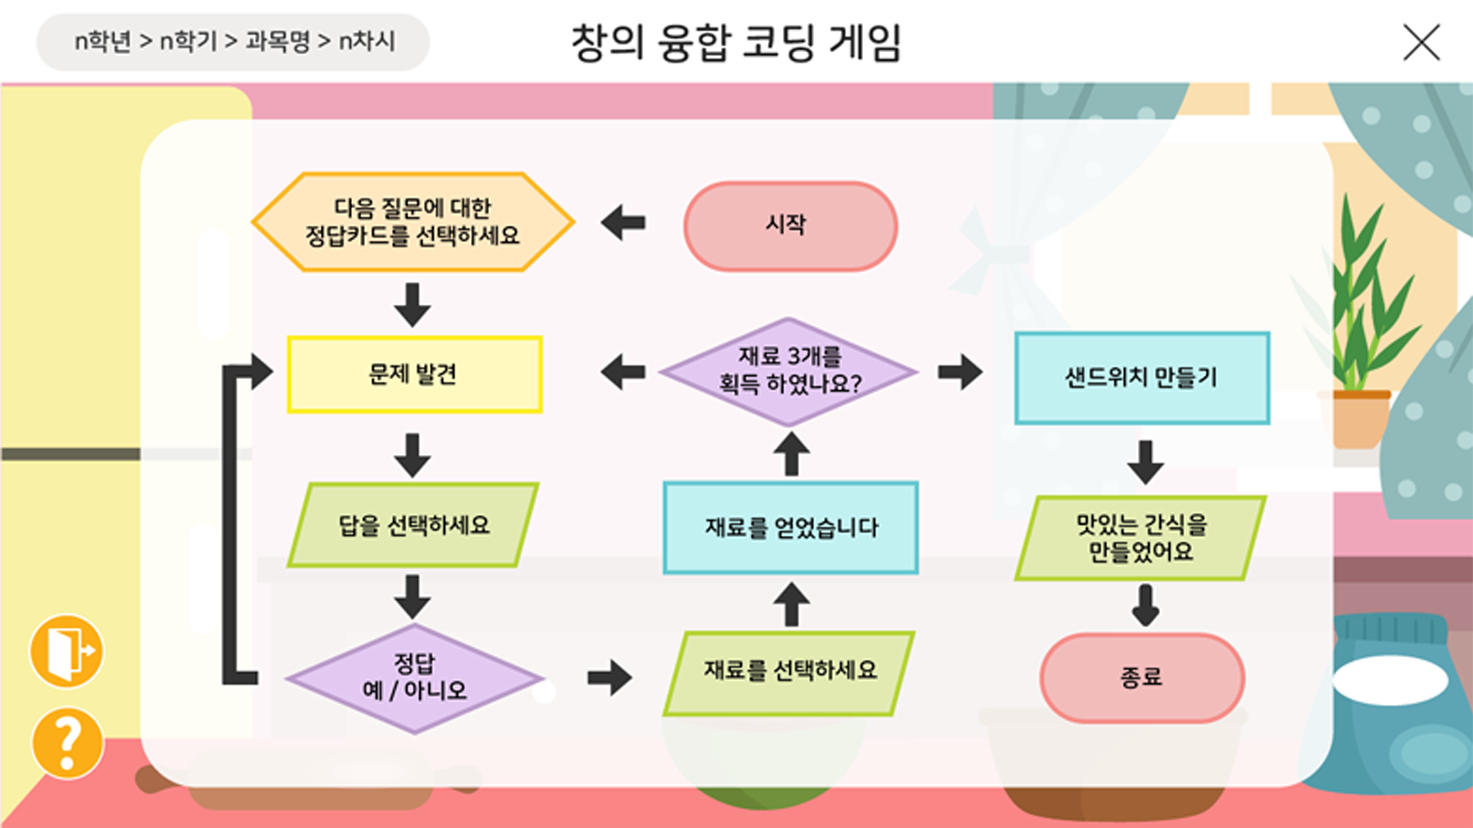 n학년 > n학기 > 과목명 > n차시
창의 융합 코딩 게임
다음 질문에 대한
정답카드를 선택하세요
시작
문제 발견
재료 3개를
획득 하였나요?
샌드위치 만들기
답을 선택하세요
재료를 얻었습니다
맛있는 간식을
만들었어요
정답
예 / 아니오
재료를 선택하세요
종료
?